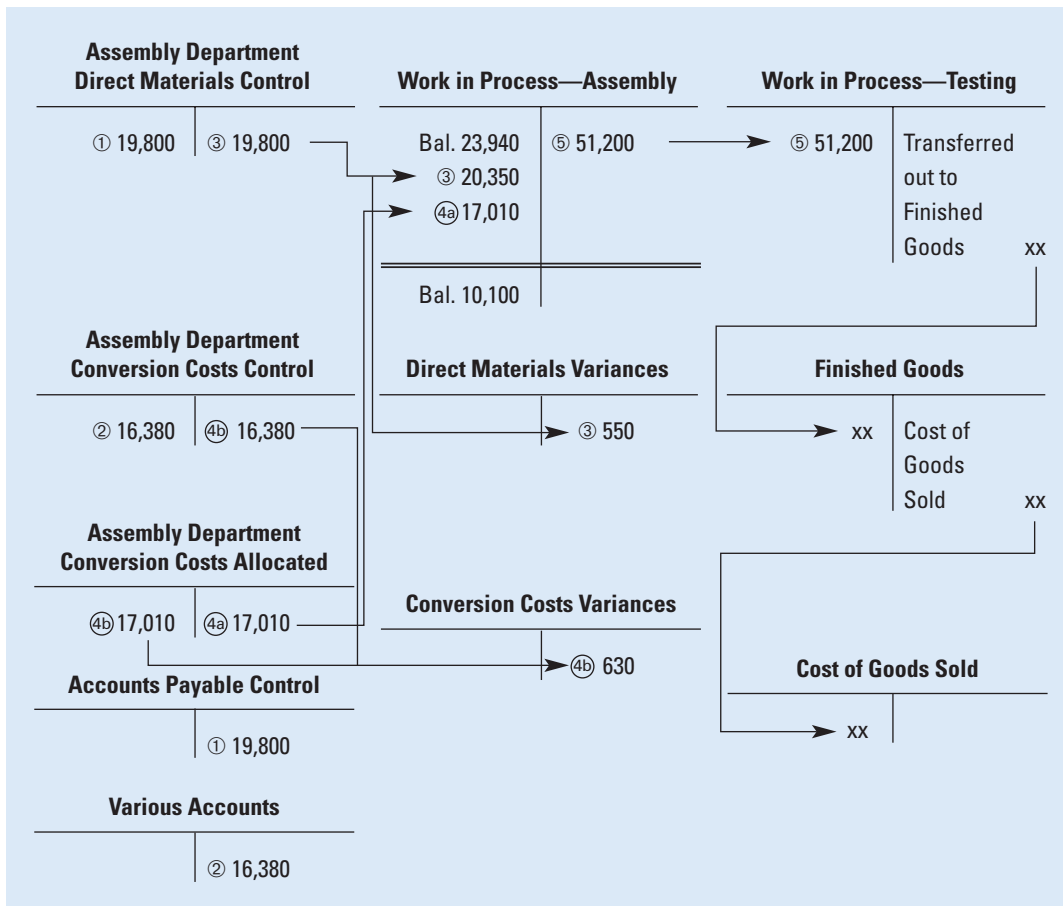 Assembly Department
Direct Materials Control
① 19,800 ③ 19,800
Work in Process—Assembly
Bal. 23,940 ⑤ 51,200
③ 20,350
4a 17,010
Bal. 10,100
Work in Process—Testing
⑤ 51,200 Transferred
out to
Finished
Goods xx
Assembly Department
Conversion Costs Control
② 16,380 4b 16,380
Direct Materials Variances
③ 550
Finished Goods
xx Cost of
Goods
Sold xx
Assembly Department
Conversion Costs Allocated
4b 17,010 4a 17,010
Conversion Costs Variances
4b 630
Cost of Goods Sold
xx
Accounts Payable Control
① 19,800
Various Accounts
② 16,380